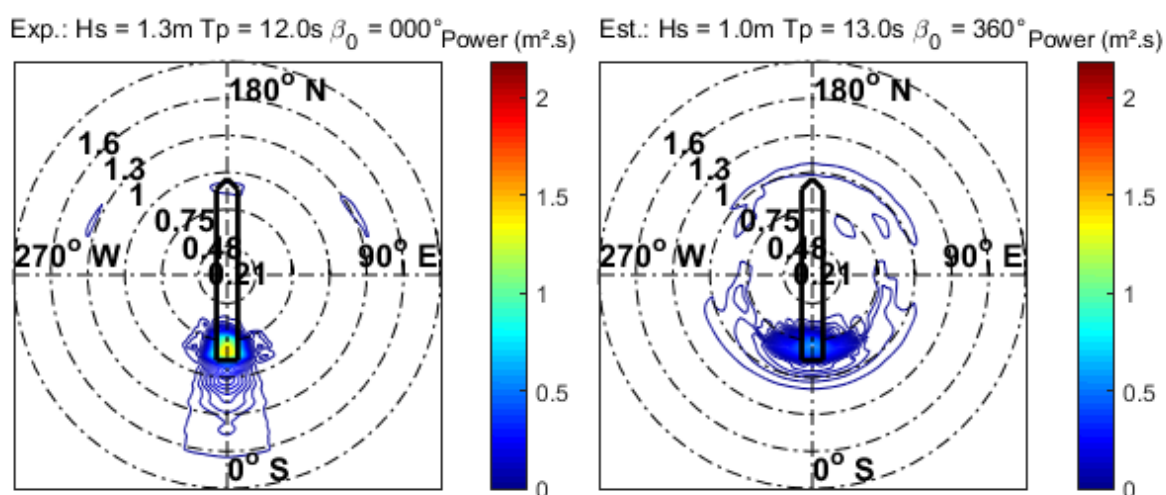 Exp.: Hs = 1.3m Tp = 12.0s β₀ = 000° Power (m².s)
180° N
1.6
1.3
1
0.75
0.48
0.21
270° W
90° E
0° S
2
1.5
1
0.5
0
Est.: Hs = 1.0m Tp = 13.0s β₀ = 360° Power (m².s)
180° N
1.6
1.3
1
0.75
0.48
0.21
270° W
90° E
0° S
2
1.5
1
0.5
0